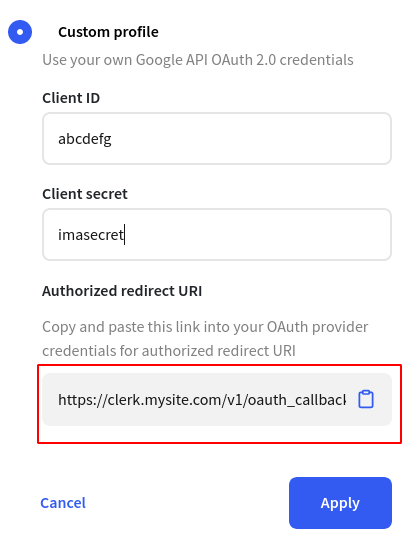 Custom profile
Use your own Google API OAuth 2.0 credentials
Client ID
abcdefg
Client secret
imasecret
Authorized redirect URI
Copy and paste this link into your OAuth provider
credentials for authorized redirect URI
https://clerk.mysite.com/v1/oauth_callback
Cancel
Apply